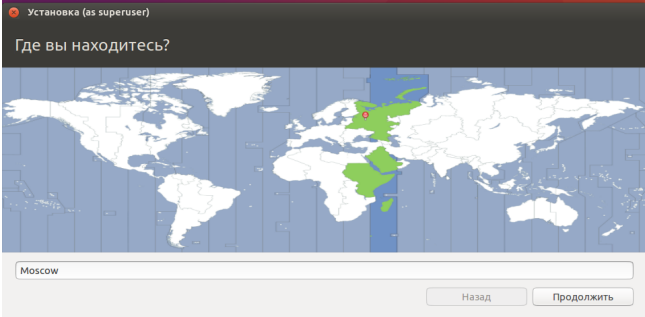 Установка (as superuser)
Где вы находитесь?
Moscow
Назад
Продолжить